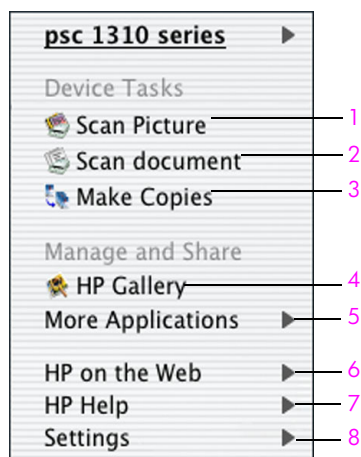 psc 1310 series
Device Tasks
Scan Picture 1
Scan document 2
Make Copies 3
Manage and Share
HP Gallery 4
More Applications 5
HP on the Web 6
HP Help 7
Settings 8